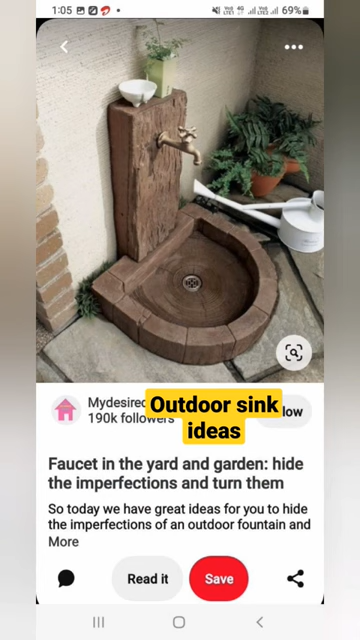 1:05
69%
Mydesired
190k followers
Outdoor sink
ideas
low
Faucet in the yard and garden: hide
the imperfections and turn them
So today we have great ideas for you to hide
the imperfections of an outdoor fountain and
More
Read it
Save